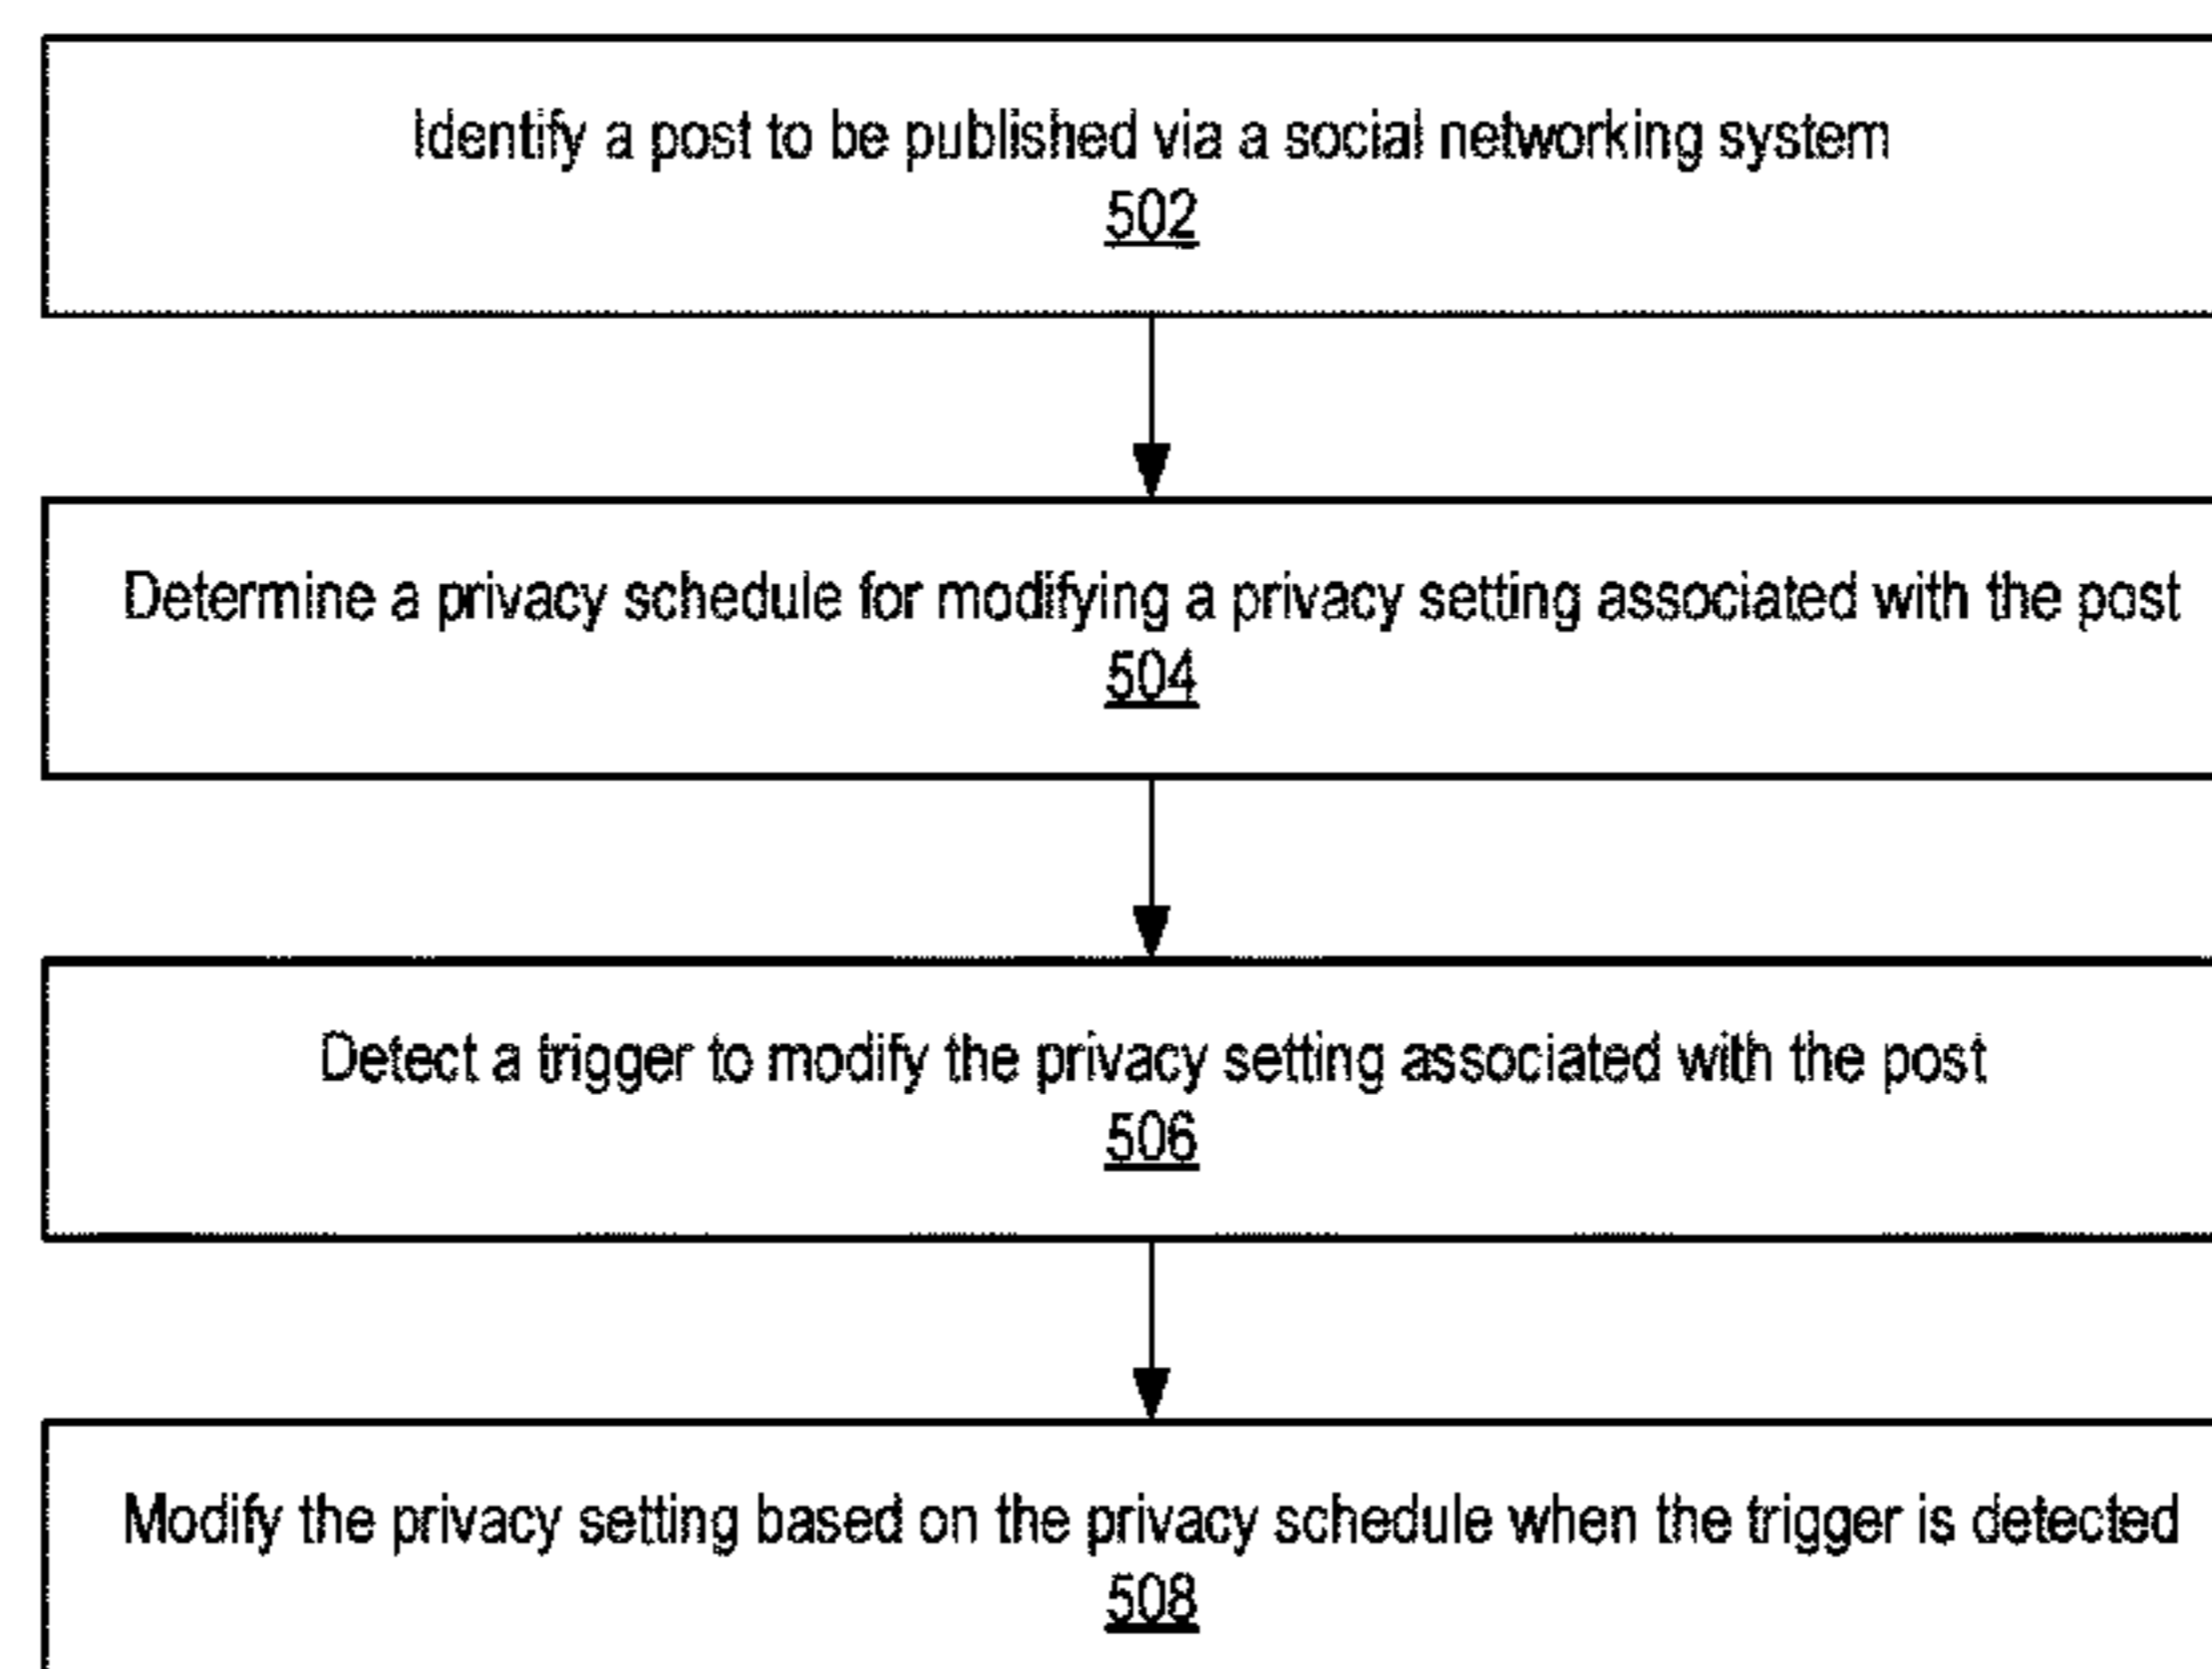 Identify a post to be published via a social networking system
502
Determine a privacy schedule for modifying a privacy setting associated with the post
504
Detect a trigger to modify the privacy setting associated with the post
506
Modify the privacy setting based on the privacy schedule when the trigger is detected
508